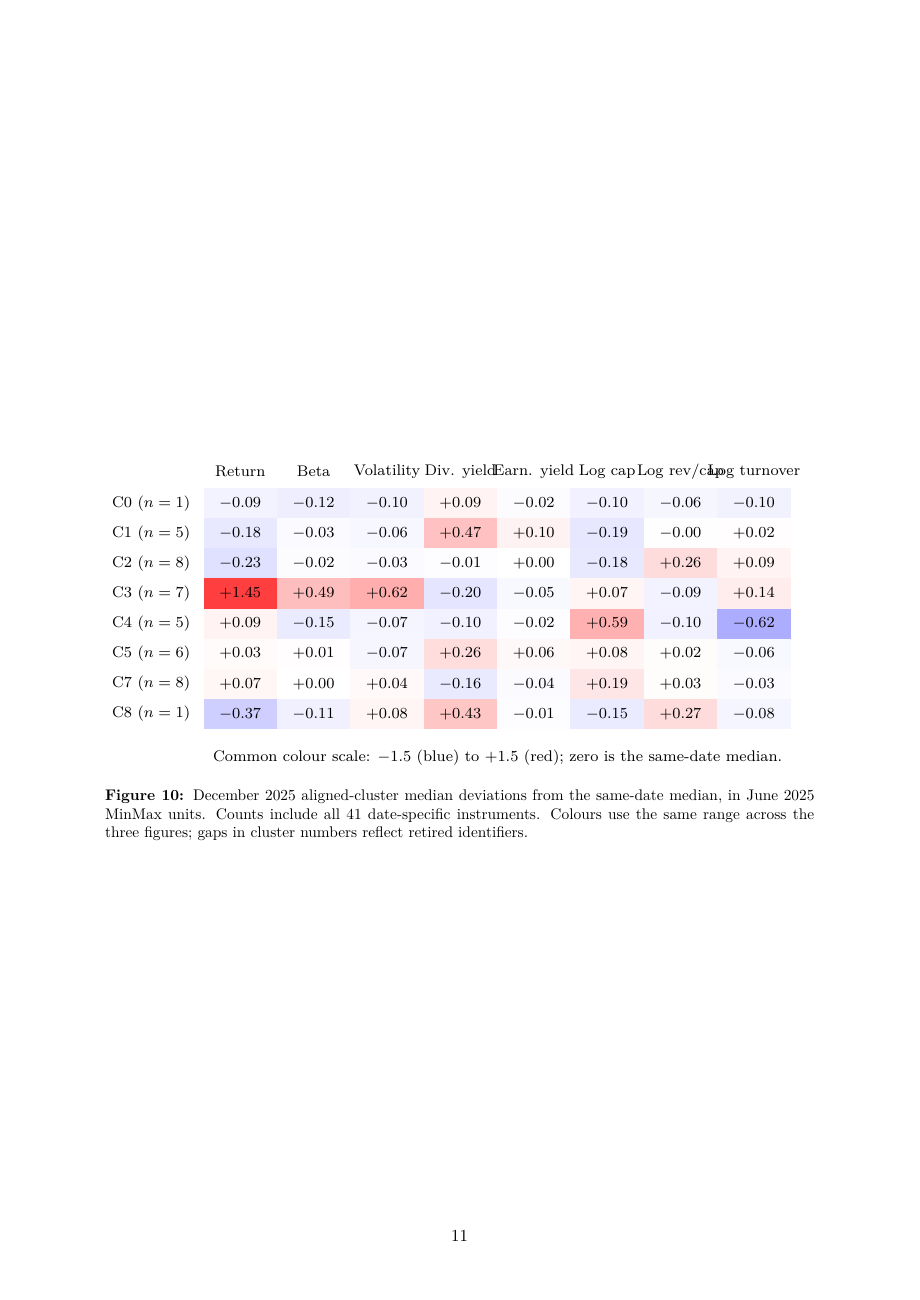 Return Beta Volatility Div. yield Earn. yield Log cap Log rev/cap Log turnover
C0 (n = 1) −0.09 −0.12 −0.10 +0.09 −0.02 −0.10 −0.06 −0.10
C1 (n = 5) −0.18 −0.03 −0.06 +0.47 +0.10 −0.19 −0.00 +0.02
C2 (n = 8) −0.23 −0.02 −0.03 −0.01 +0.00 −0.18 +0.26 +0.09
C3 (n = 7) +1.45 +0.49 +0.62 −0.20 −0.05 +0.07 −0.09 +0.14
C4 (n = 5) +0.09 −0.15 −0.07 −0.10 −0.02 +0.59 −0.10 −0.62
C5 (n = 6) +0.03 +0.01 −0.07 +0.26 +0.06 +0.08 +0.02 −0.06
C7 (n = 8) +0.07 +0.00 +0.04 −0.16 −0.04 +0.19 +0.03 −0.03
C8 (n = 1) −0.37 −0.11 +0.08 +0.43 −0.01 −0.15 +0.27 −0.08
Common colour scale: −1.5 (blue) to +1.5 (red); zero is the same-date median.
Figure 10: December 2025 aligned-cluster median deviations from the same-date median, in June 2025
MinMax units. Counts include all 41 date-specific instruments. Colours use the same range across the
three figures; gaps in cluster numbers reflect retired identifiers.
11